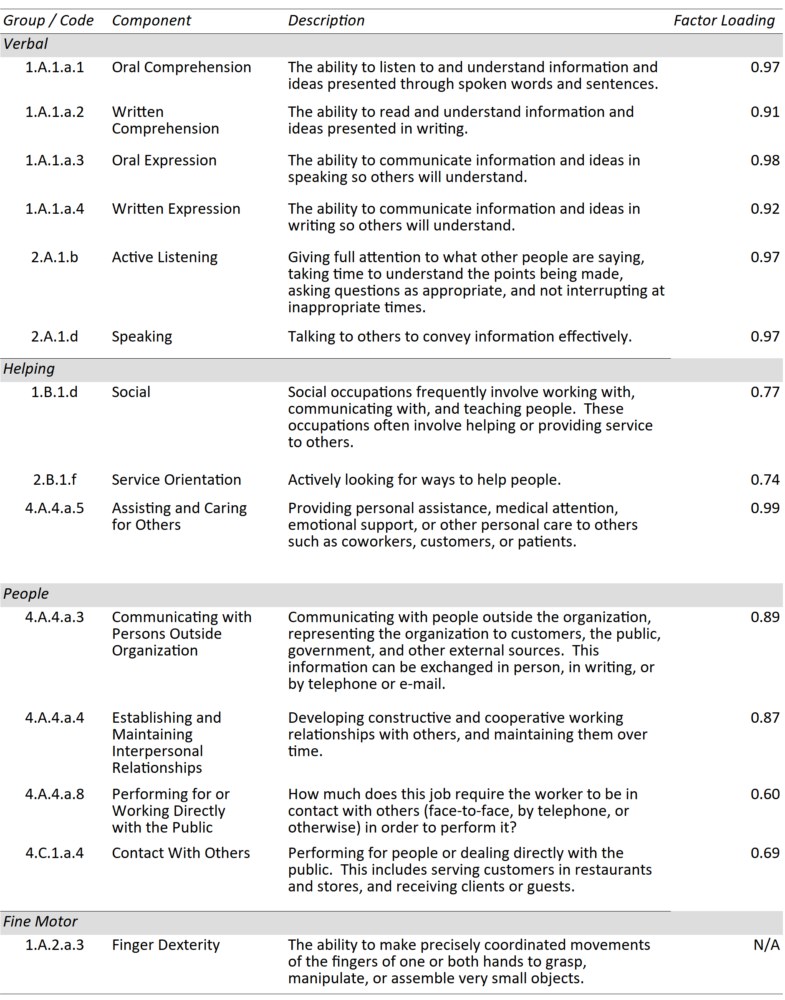 Group / Code Component Description Factor Loading
Verbal
1.A.1.a.1 Oral Comprehension The ability to listen to and understand information and 0.97
ideas presented through spoken words and sentences.
1.A.1.a.2 Written The ability to read and understand information and 0.91
Comprehension ideas presented in writing.
1.A.1.a.3 Oral Expression The ability to communicate information and ideas in 0.98
speaking so others will understand.
1.A.1.a.4 Written Expression The ability to communicate information and ideas in 0.92
writing so others will understand.
2.A.1.b Active Listening Giving full attention to what other people are saying, 0.97
taking time to understand the points being made,
asking questions as appropriate, and not interrupting at
inappropriate times.
2.A.1.d Speaking Talking to others to convey information effectively. 0.97
Helping
1.B.1.d Social Social occupations frequently involve working with, 0.77
communicating with, and teaching people.  These
occupations often involve helping or providing service
to others.
2.B.1.f Service Orientation Actively looking for ways to help people. 0.74
4.A.4.a.5 Assisting and Caring Providing personal assistance, medical attention, 0.99
for Others emotional support, or other personal care to others
such as coworkers, customers, or patients.
People
4.A.4.a.3 Communicating with Communicating with people outside the organization, 0.89
Persons Outside representing the organization to customers, the public,
Organization government, and other external sources.  This
information can be exchanged in person, in writing, or
by telephone or e-mail.
4.A.4.a.4 Establishing and Developing constructive and cooperative working 0.87
Maintaining relationships with others, and maintaining them over
Interpersonal time.
Relationships
4.A.4.a.8 Performing for or How much does this job require the worker to be in 0.60
Working Directly contact with others (face-to-face, by telephone, or
with the Public otherwise) in order to perform it?
4.C.1.a.4 Contact With Others Performing for people or dealing directly with the 0.69
public.  This includes serving customers in restaurants
and stores, and receiving clients or guests.
Fine Motor
1.A.2.a.3 Finger Dexterity The ability to make precisely coordinated movements N/A
of the fingers of one or both hands to grasp,
manipulate, or assemble very small objects.